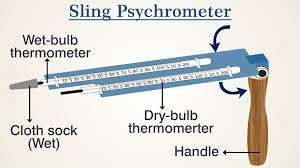 Sling Psychrometer
Wet-bulb
thermometer
Cloth sock
(Wet)
Dry-bulb
thermomerter
Handle